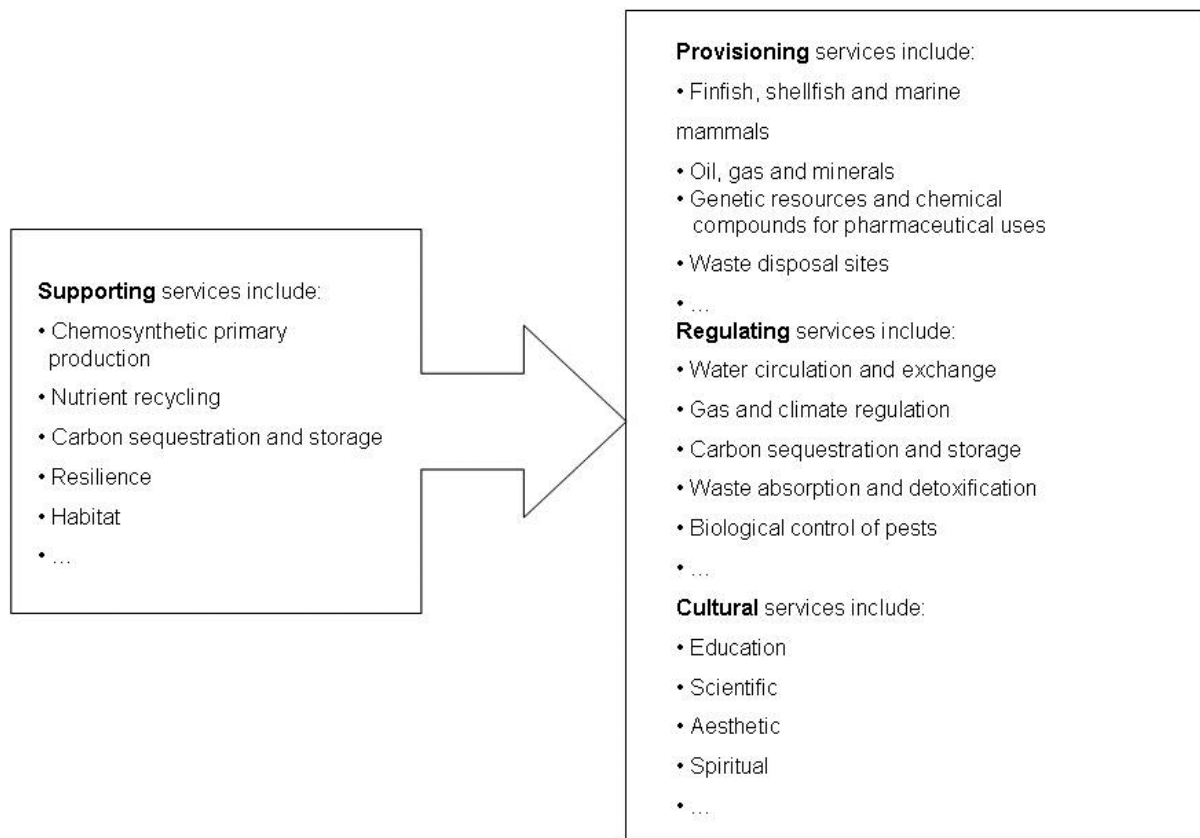 Supporting services include:
• Chemosynthetic primary
production
• Nutrient recycling
• Carbon sequestration and storage
• Resilience
• Habitat
• ...
Provisioning services include:
• Finfish, shellfish and marine
mammals
• Oil, gas and minerals
• Genetic resources and chemical
compounds for pharmaceutical uses
• Waste disposal sites
• ...
Regulating services include:
• Water circulation and exchange
• Gas and climate regulation
• Carbon sequestration and storage
• Waste absorption and detoxification
• Biological control of pests
• ...
Cultural services include:
• Education
• Scientific
• Aesthetic
• Spiritual
• ...